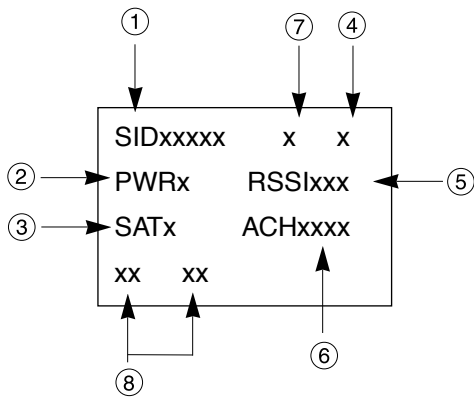 ① ⑦ ④
SIDxxxxx x x
② PWRx RSSIxxx ⑤
③ SATx ACHxxxx
xx xx
⑧ ⑥